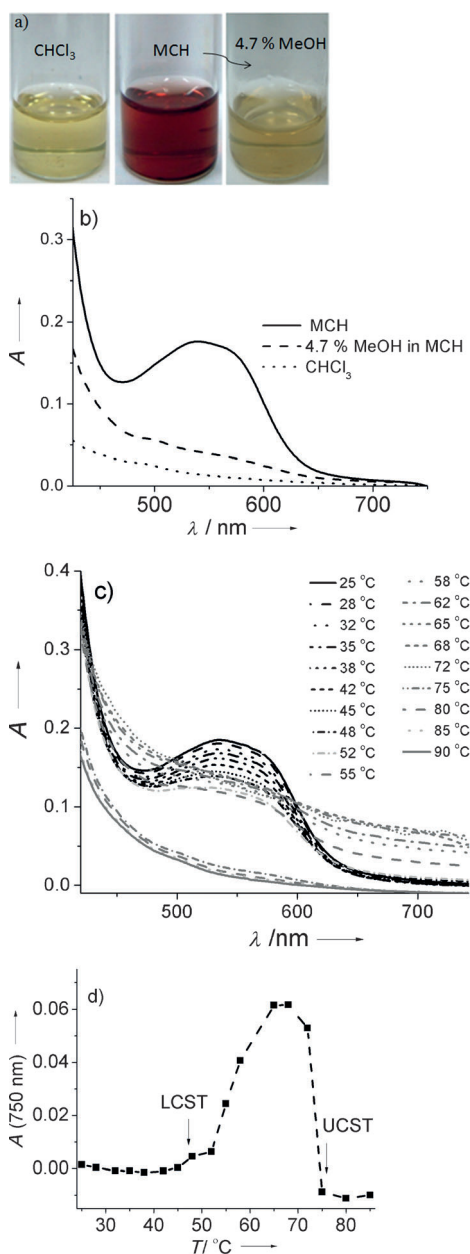 a)
CHCl₃
MCH
4.7 % MeOH
b)
0.3
0.2
0.1
0.0
A
MCH
4.7 % MeOH in MCH
CHCl₃
500
600
700
λ / nm
c)
0.4
0.3
0.2
0.1
0.0
A
25 °C
28 °C
32 °C
35 °C
38 °C
42 °C
45 °C
48 °C
52 °C
55 °C
58 °C
62 °C
65 °C
68 °C
72 °C
75 °C
80 °C
85 °C
90 °C
500
600
700
λ /nm
d)
0.06
0.04
0.02
0.00
A (750 nm)
LCST
UCST
30
40
50
60
70
80
T/ °C